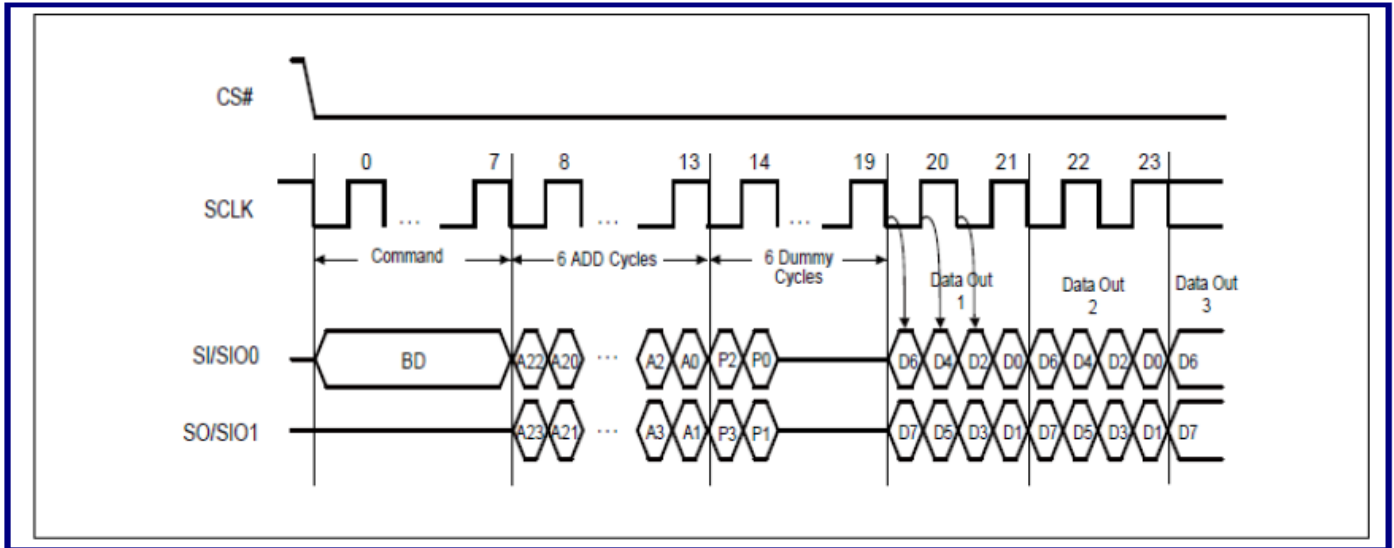 CS#
0 7 8 13 14 19 20 21 22 23
SCLK
... ... ...
Command 6 ADD Cycles 6 Dummy
Cycles
Data Out
1
Data Out
2
Data Out
3
SI/SIO0 BD A22 A20 ... A2 A0 P2 P0 D6 D4 D2 D0 D6 D4 D2 D0 D6
SO/SIO1 A23 A21 ... A3 A1 P3 P1 D7 D5 D3 D1 D7 D5 D3 D1 D7